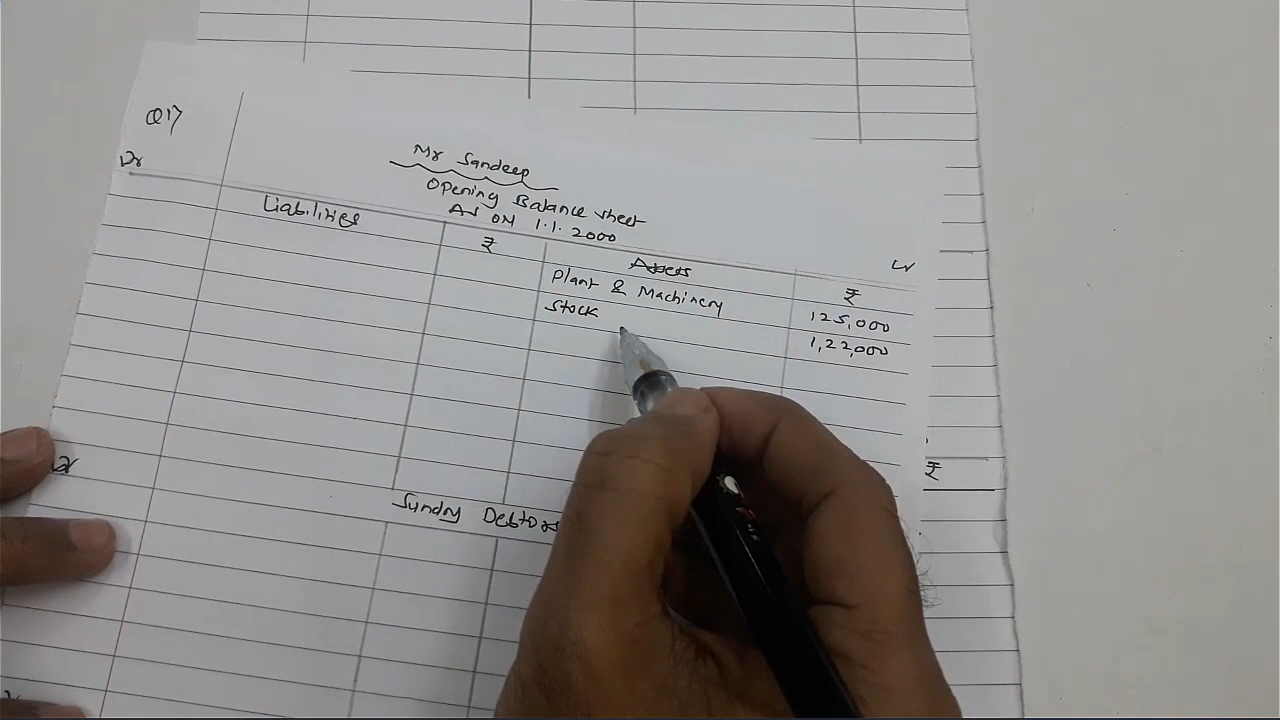 Q17
Dr
Mr Sandeep
Opening Balance sheet
As on 1.1.2000
Cr
Liabilities ₹ Assets ₹
Plant & Machinery 125,000
Stock 1,22,000
₹
Dr
Sundry Debtors